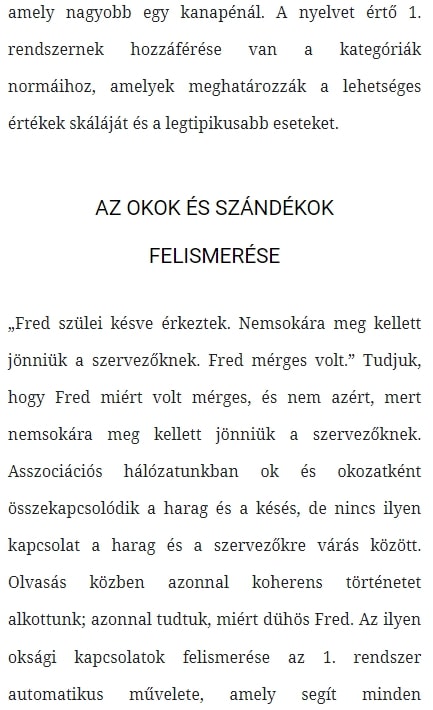 amely nagyobb egy kanapénál. A nyelvet értő 1.
rendszernek hozzáférése van a kategóriák
normáihoz, amelyek meghatározzák a lehetséges
értékek skáláját és a legtipikusabb eseteket.
AZ OKOK ÉS SZÁNDÉKOK
FELISMERÉSE
„Fred szülei késve érkeztek. Nemsokára meg kellett
jönniük a szervezőknek. Fred mérges volt.” Tudjuk,
hogy Fred miért volt mérges, és nem azért, mert
nemsokára meg kellett jönniük a szervezőknek.
Asszociációs hálózatunkban ok és okozatként
összekapcsolódik a harag és a késés, de nincs ilyen
kapcsolat a harag és a szervezőkre várás között.
Olvasás közben azonnal koherens történetet
alkottunk; azonnal tudtuk, miért dühös Fred. Az ilyen
oksági kapcsolatok felismerése az 1. rendszer
automatikus művelete, amely segít minden